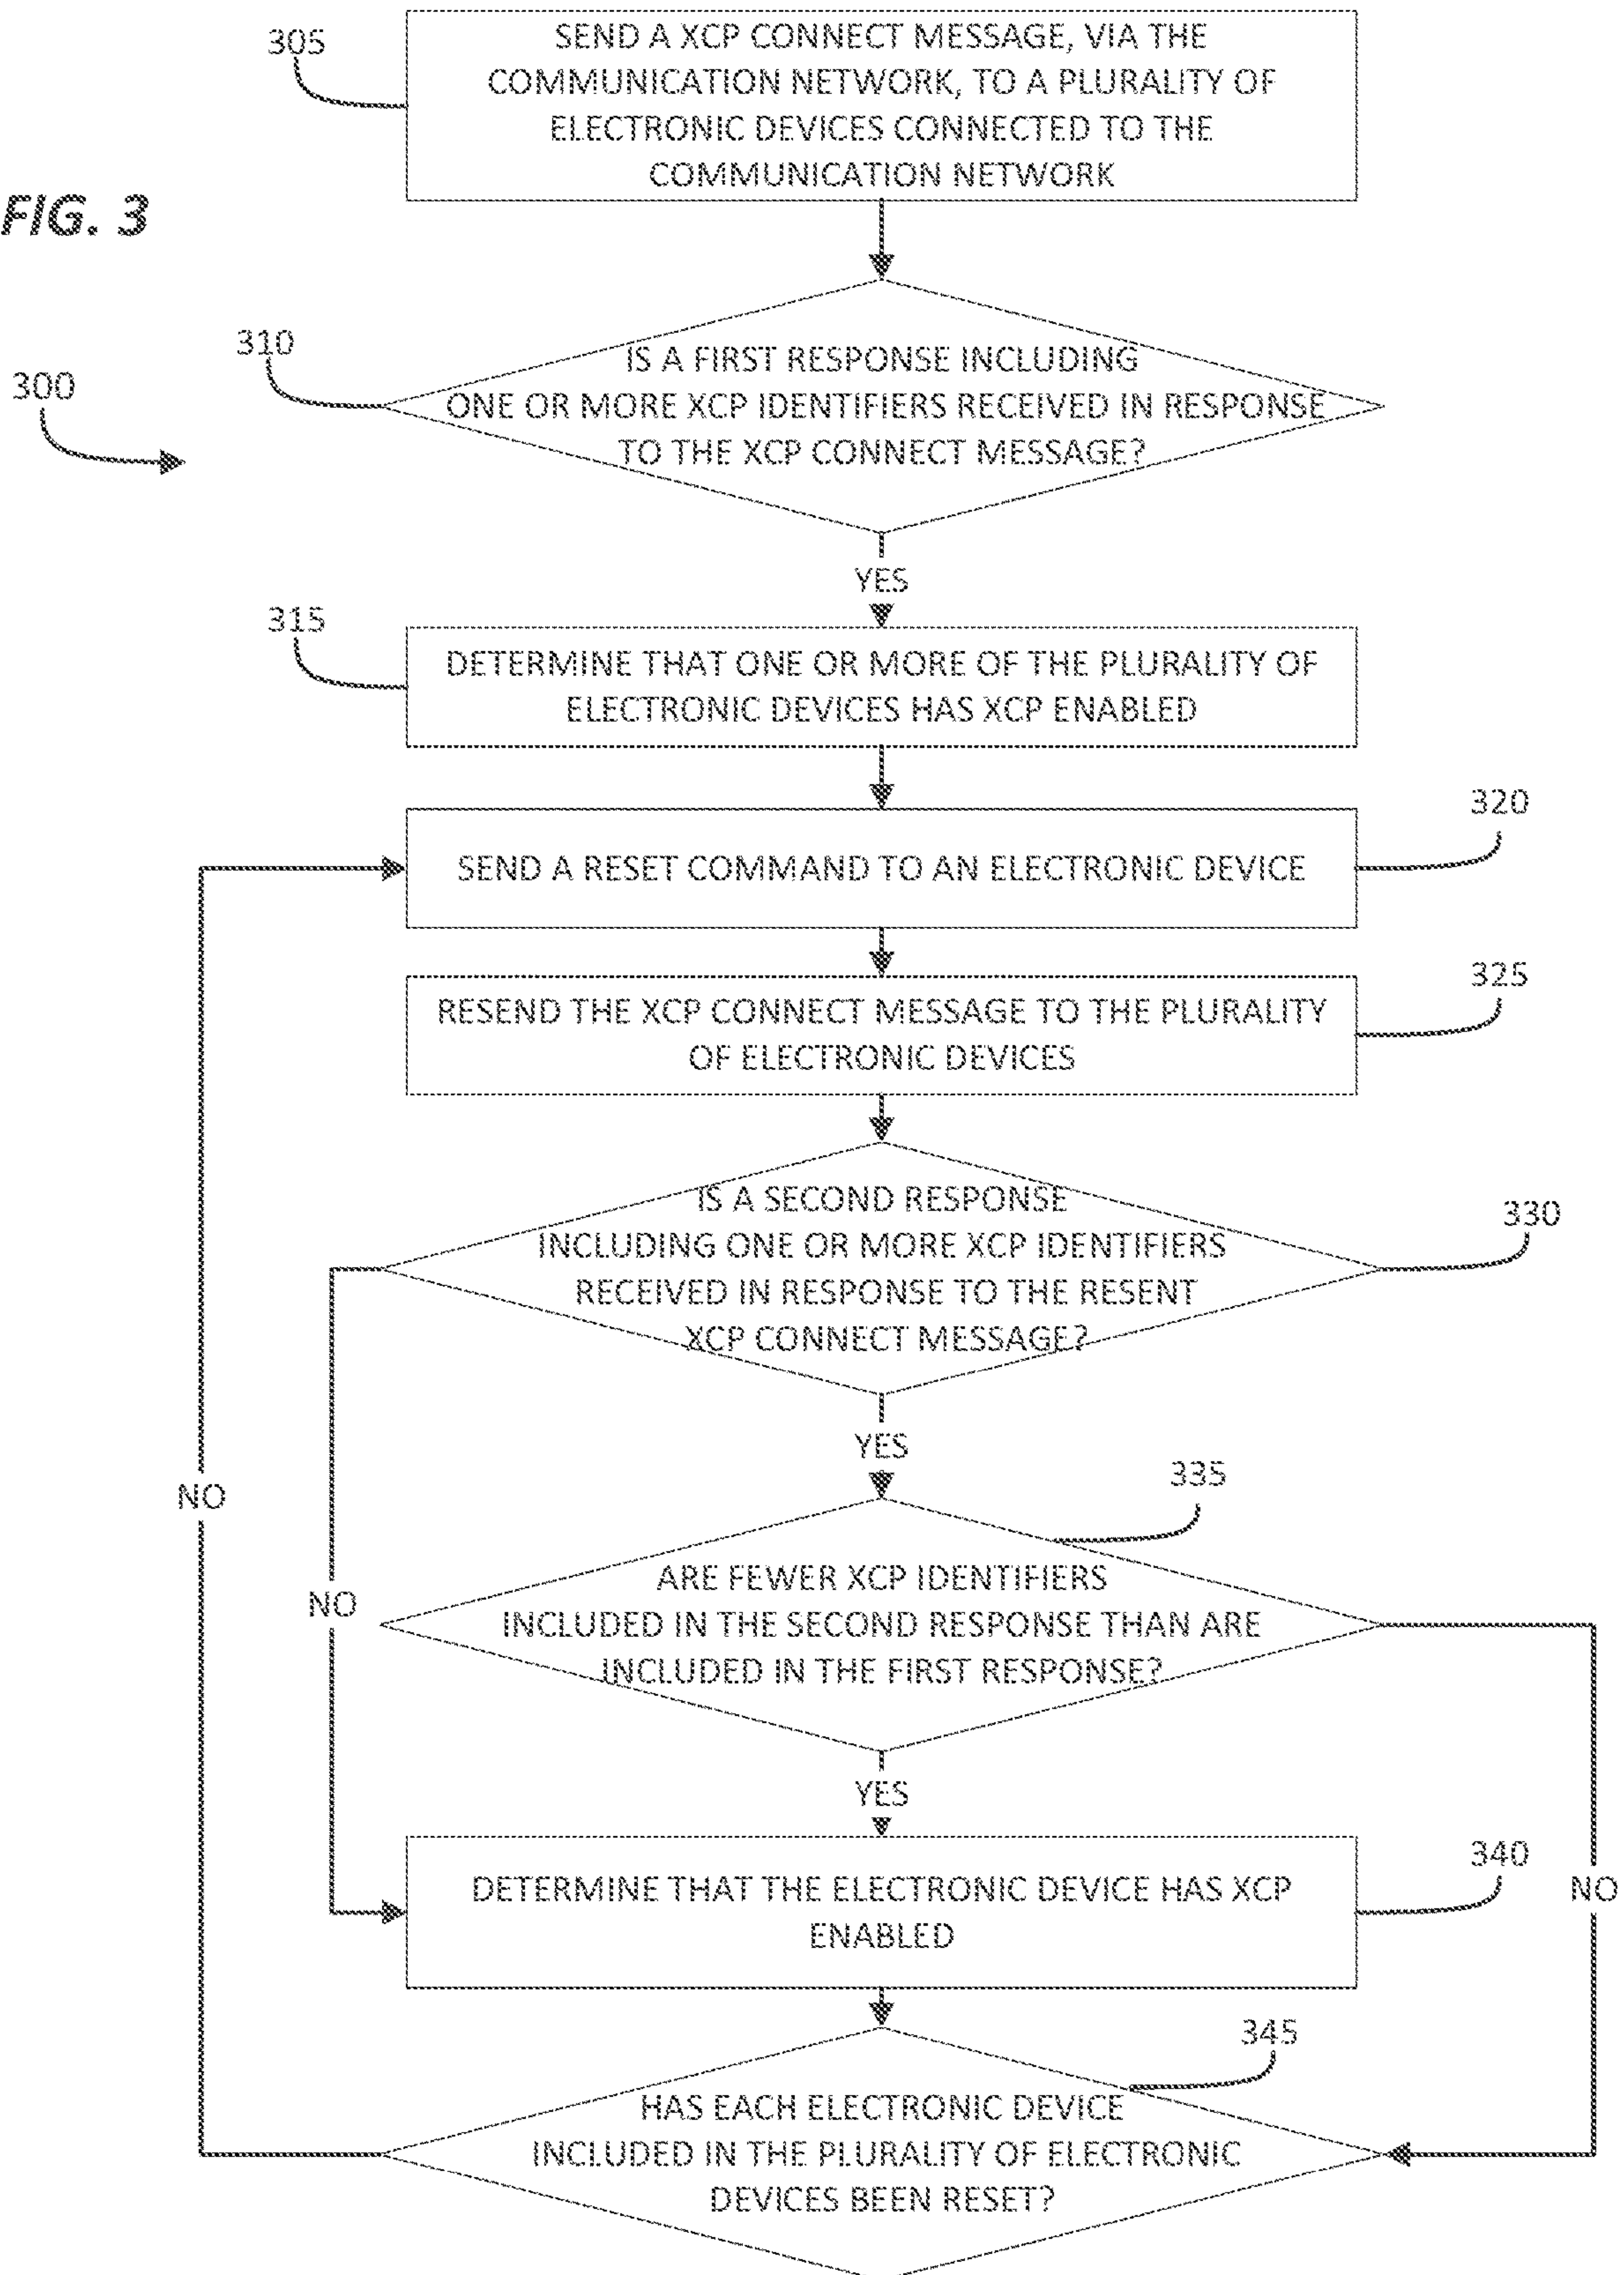 305
SEND A XCP CONNECT MESSAGE, VIA THE
COMMUNICATION NETWORK, TO A PLURALITY OF
ELECTRONIC DEVICES CONNECTED TO THE
COMMUNICATION NETWORK
FIG. 3
300
310
IS A FIRST RESPONSE INCLUDING
ONE OR MORE XCP IDENTIFIERS RECEIVED IN RESPONSE
TO THE XCP CONNECT MESSAGE?
YES
315
DETERMINE THAT ONE OR MORE OF THE PLURALITY OF
ELECTRONIC DEVICES HAS XCP ENABLED
320
SEND A RESET COMMAND TO AN ELECTRONIC DEVICE
325
RESEND THE XCP CONNECT MESSAGE TO THE PLURALITY
OF ELECTRONIC DEVICES
330
IS A SECOND RESPONSE
INCLUDING ONE OR MORE XCP IDENTIFIERS
RECEIVED IN RESPONSE TO THE RESENT
XCP CONNECT MESSAGE?
YES
NO
335
ARE FEWER XCP IDENTIFIERS
INCLUDED IN THE SECOND RESPONSE THAN ARE
INCLUDED IN THE FIRST RESPONSE?
NO
YES
340
DETERMINE THAT THE ELECTRONIC DEVICE HAS XCP
ENABLED
NO
345
HAS EACH ELECTRONIC DEVICE
INCLUDED IN THE PLURALITY OF ELECTRONIC
DEVICES BEEN RESET?